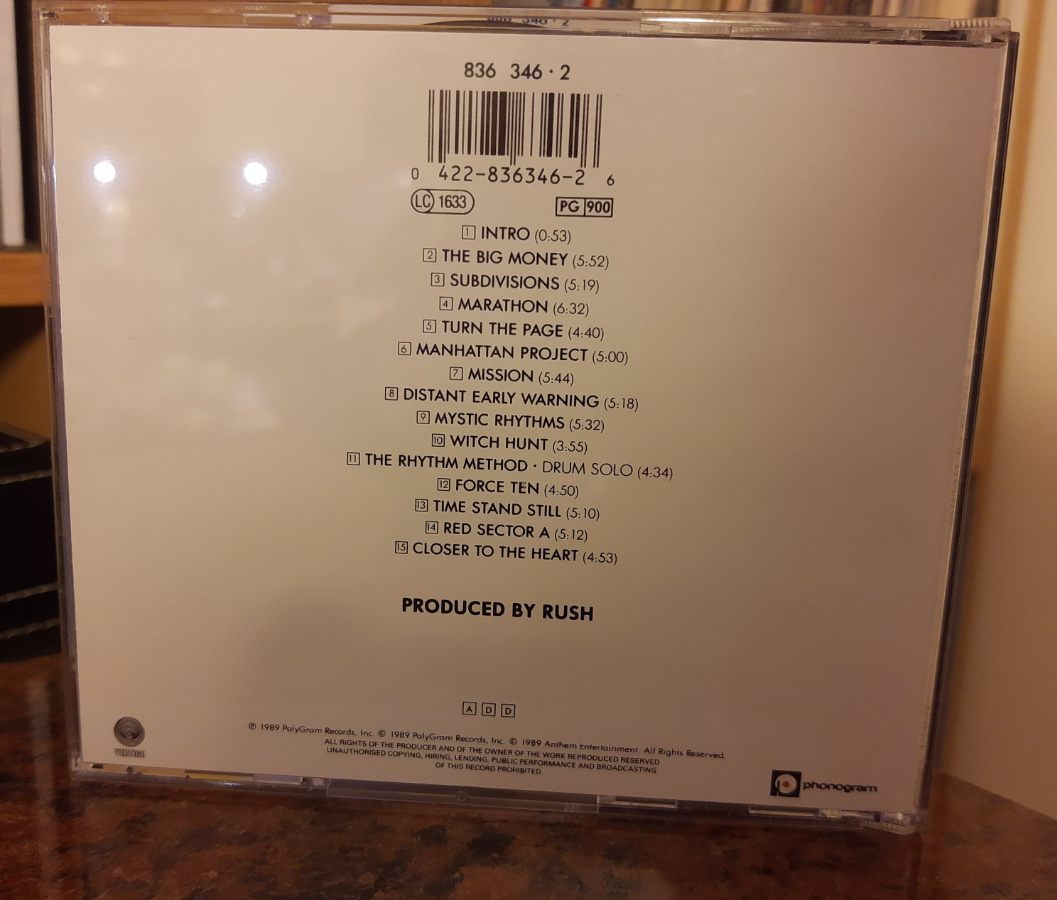 836 346·2
836 346·2
0 422-836346-2 6
LC 1633 PG 900
1 INTRO (0:53)
2 THE BIG MONEY (5:52)
3 SUBDIVISIONS (5:19)
4 MARATHON (6:32)
5 TURN THE PAGE (4:40)
6 MANHATTAN PROJECT (5:00)
7 MISSION (5:44)
8 DISTANT EARLY WARNING (5:18)
9 MYSTIC RHYTHMS (5:32)
10 WITCH HUNT (3:55)
11 THE RHYTHM METHOD · DRUM SOLO (4:34)
12 FORCE TEN (4:50)
13 TIME STAND STILL (5:10)
14 RED SECTOR A (5:12)
15 CLOSER TO THE HEART (4:53)
PRODUCED BY RUSH
A D D
℗ 1989 PolyGram Records, Inc. © 1989 PolyGram Records, Inc. © 1989 Anthem Entertainment. All Rights Reserved.
ALL RIGHTS OF THE PRODUCER AND OF THE OWNER OF THE WORK REPRODUCED RESERVED
UNAUTHORISED COPYING, HIRING, LENDING, PUBLIC PERFORMANCE AND BROADCASTING
OF THIS RECORD PROHIBITED.
VERTIGO
phonogram